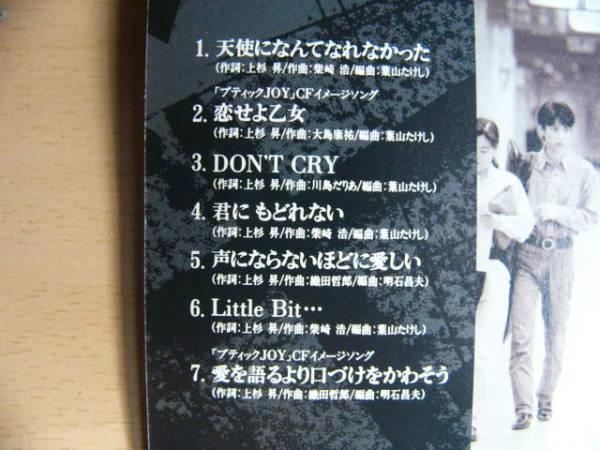 1. 天使になんてなれなかった
(作詞:上杉 昇/作曲:柴崎 浩/編曲:葉山たけし)
「ブティックJOY」CFイメージソング
2. 恋せよ乙女
(作詞:上杉 昇/作曲:大島康祐/編曲:葉山たけし)
3. DON'T CRY
(作詞:上杉 昇/作曲:川島だりあ/編曲:葉山たけし)
4. 君に もどれない
(作詞:上杉 昇/作曲:柴崎 浩/編曲:葉山たけし)
5. 声にならないほどに愛しい
(作詞:上杉 昇/作曲:織田哲郎/編曲:明石昌夫)
6. Little Bit…
(作詞:上杉 昇/作曲:柴崎 浩/編曲:葉山たけし)
「ブティックJOY」CFイメージソング
7. 愛を語るより口づけをかわそう
(作詞:上杉 昇/作曲:織田哲郎/編曲:明石昌夫)